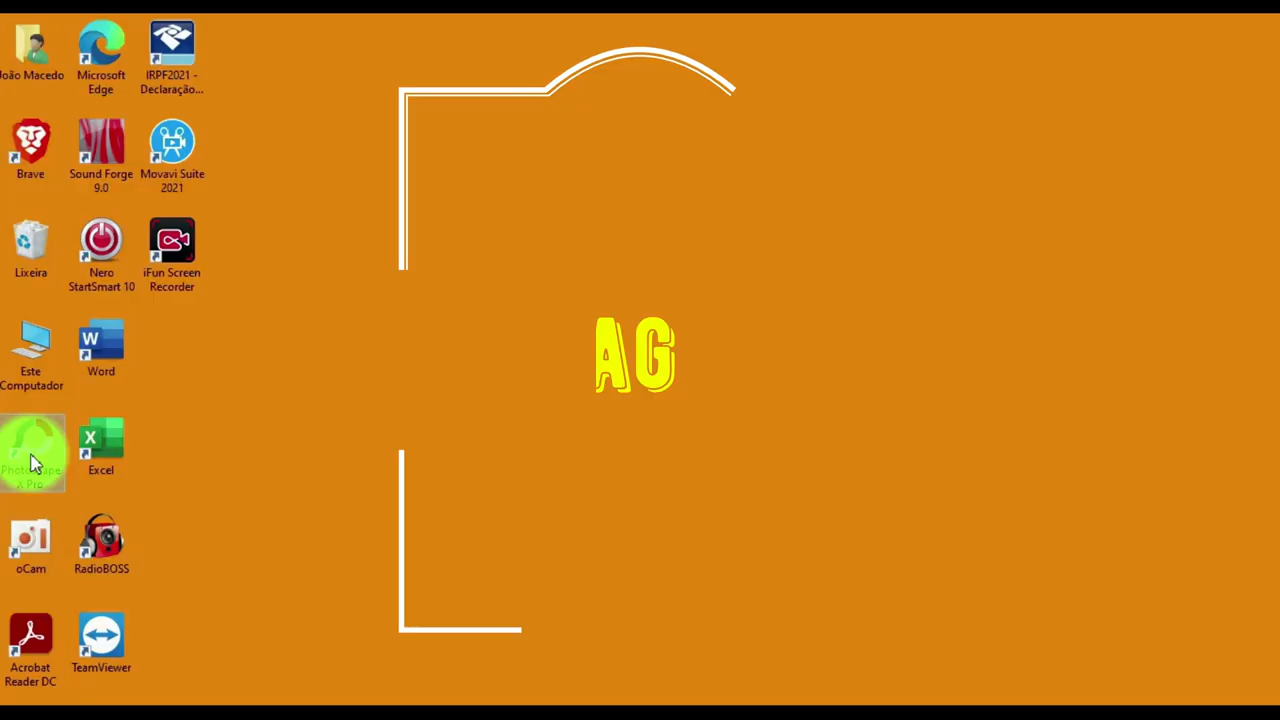 João Macedo
Microsoft
Edge
IRPF2021 -
Declaração...
Brave
Sound Forge
9.0
Movavi Suite
2021
Lixeira
Nero
StartSmart 10
iFun Screen
Recorder
Este
Computador
Word
AG
X Pro
Excel
oCam
RadioBOSS
Acrobat
Reader DC
TeamViewer